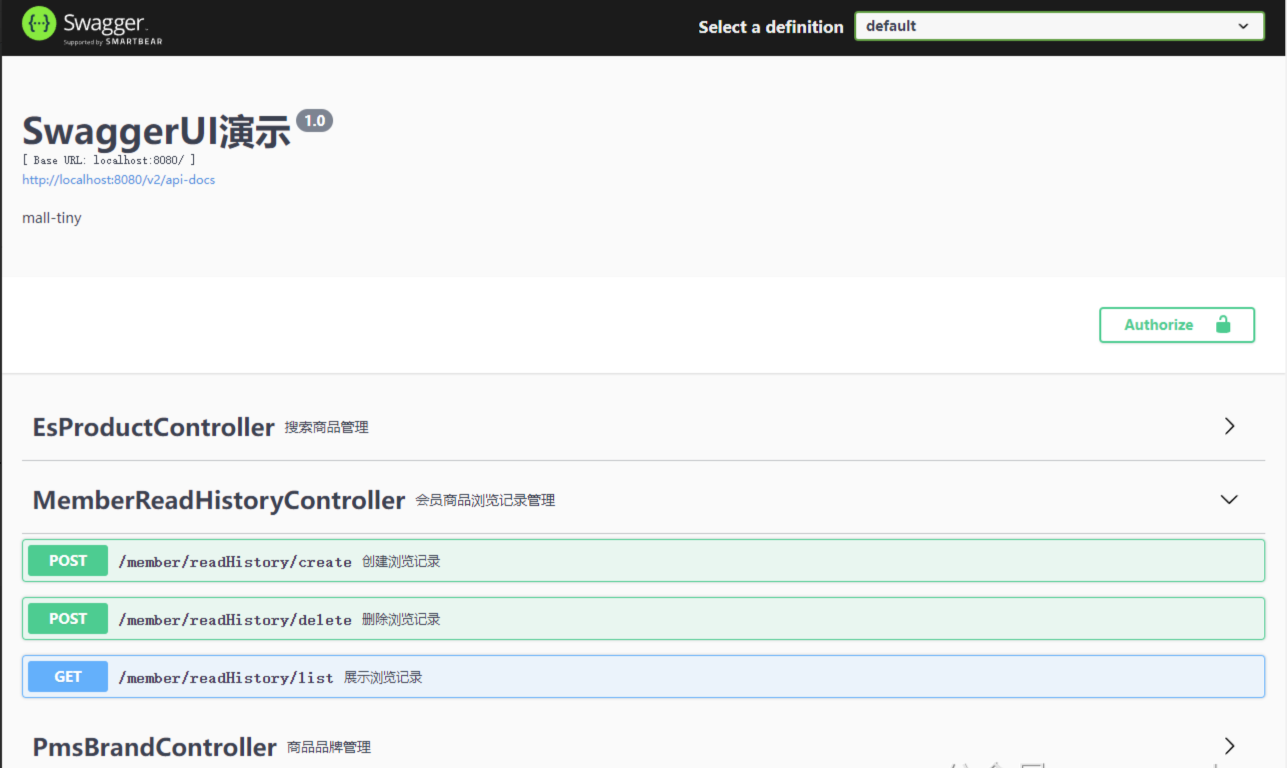 Swagger
Supported by SMARTBEAR
Select a definition
default
SwaggerUI演示 1.0
[ Base URL: localhost:8080/ ]
http://localhost:8080/v2/api-docs
mall-tiny
Authorize
EsProductController 搜索商品管理
MemberReadHistoryController 会员商品浏览记录管理
POST /member/readHistory/create 创建浏览记录
POST /member/readHistory/delete 删除浏览记录
GET /member/readHistory/list 展示浏览记录
PmsBrandController 商品品牌管理